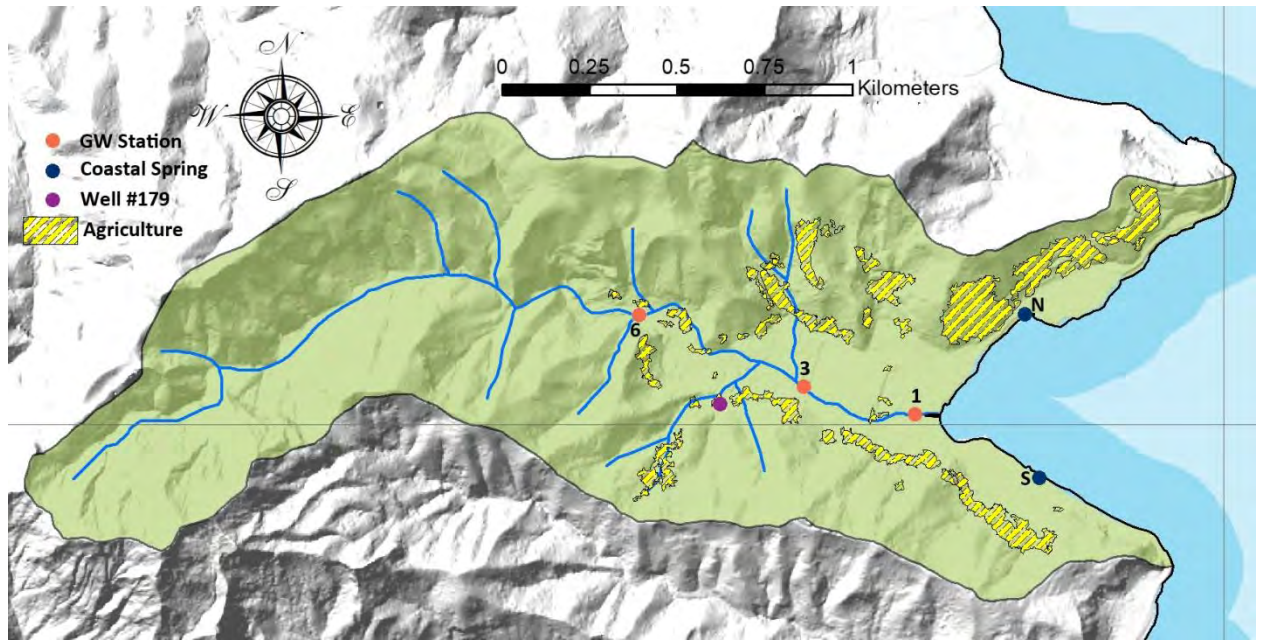 N
W E
S
0 0.25 0.5 0.75 1
Kilometers
GW Station
Coastal Spring
Well #179
Agriculture
N
6
3
1
S